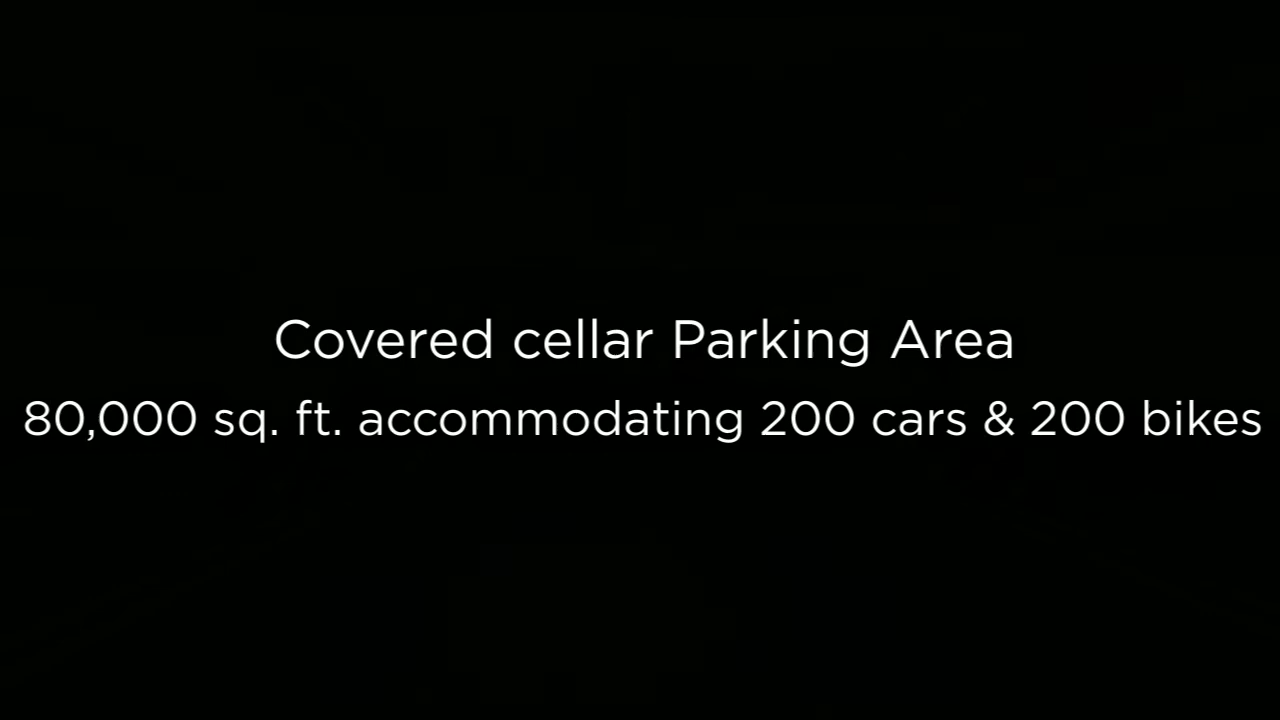 Covered cellar Parking Area
80,000 sq. ft. accommodating 200 cars & 200 bikes